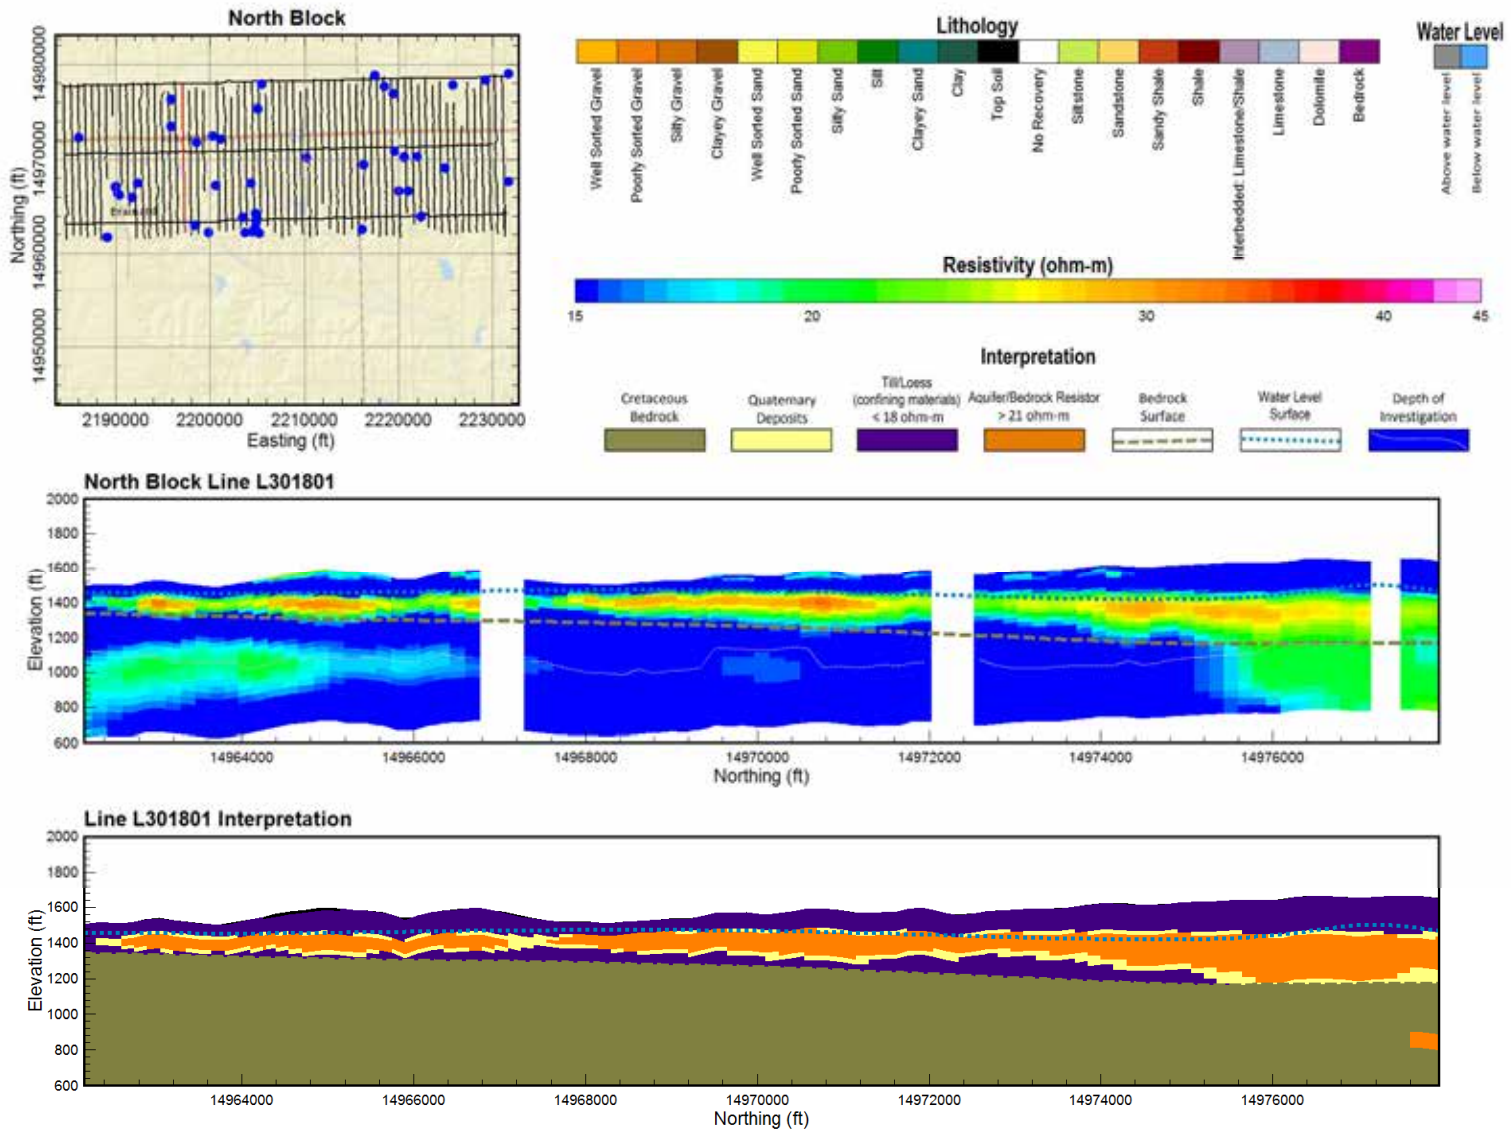 North Block
14980000
14970000
14960000
14950000
Northing (ft)
Brainard
2190000 2200000 2210000 2220000 2230000
Easting (ft)
Lithology
Well Sorted Gravel
Poorly Sorted Gravel
Silty Gravel
Clayey Gravel
Well Sorted Sand
Poorly Sorted Sand
Silty Sand
Silt
Clayey Sand
Clay
Top Soil
No Recovery
Siltstone
Sandstone
Sandy Shale
Shale
Interbedded: Limestone/Shale
Limestone
Dolomite
Bedrock
Water Level
Above water level
Below water level
Resistivity (ohm-m)
15 20 30 40 45
Interpretation
Cretaceous
Bedrock
Quaternary
Deposits
Till/Loess
(confining materials)
< 18 ohm-m
Aquifer/Bedrock Resistor
> 21 ohm-m
Bedrock
Surface
Water Level
Surface
Depth of
Investigation
North Block Line L301801
2000
1800
1600
1400
1200
1000
800
600
Elevation (ft)
14964000 14966000 14968000 14970000 14972000 14974000 14976000
Northing (ft)
Line L301801 Interpretation
2000
1800
1600
1400
1200
1000
800
600
Elevation (ft)
14964000 14966000 14968000 14970000 14972000 14974000 14976000
Northing (ft)